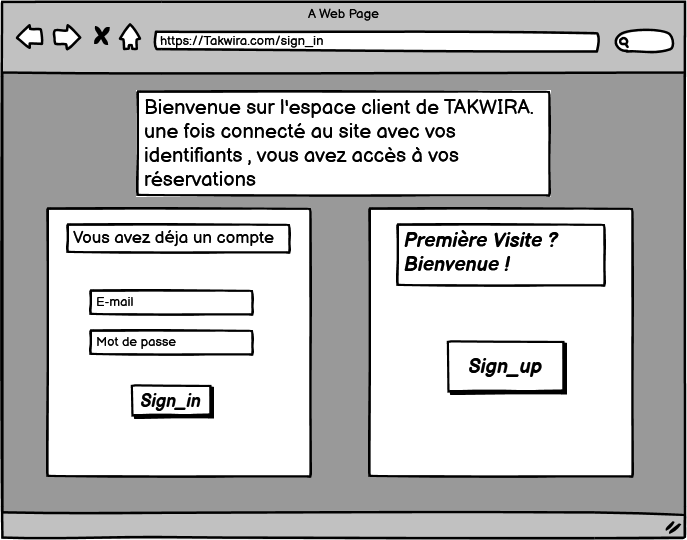 A Web Page
https://Takwira.com/sign_in
Bienvenue sur l'espace client de TAKWIRA.
une fois connecté au site avec vos
identifiants , vous avez accès à vos
réservations
Vous avez déja un compte
E-mail
Mot de passe
Sign_in
Première Visite ?
Bienvenue !
Sign_up